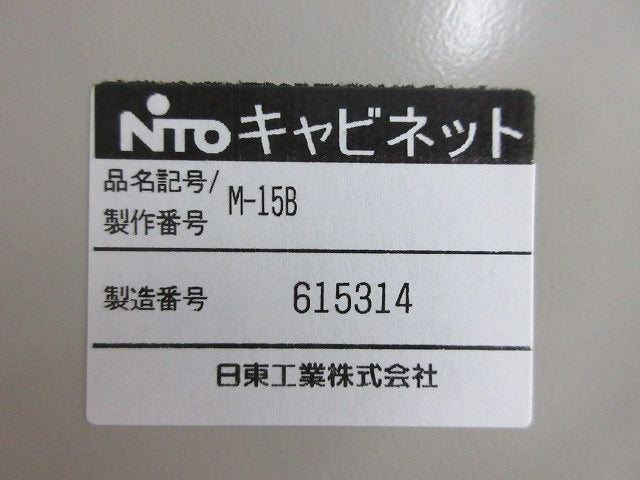 NITO キャビネット
品名記号/
製作番号 M-15B
製造番号 615314
日東工業株式会社